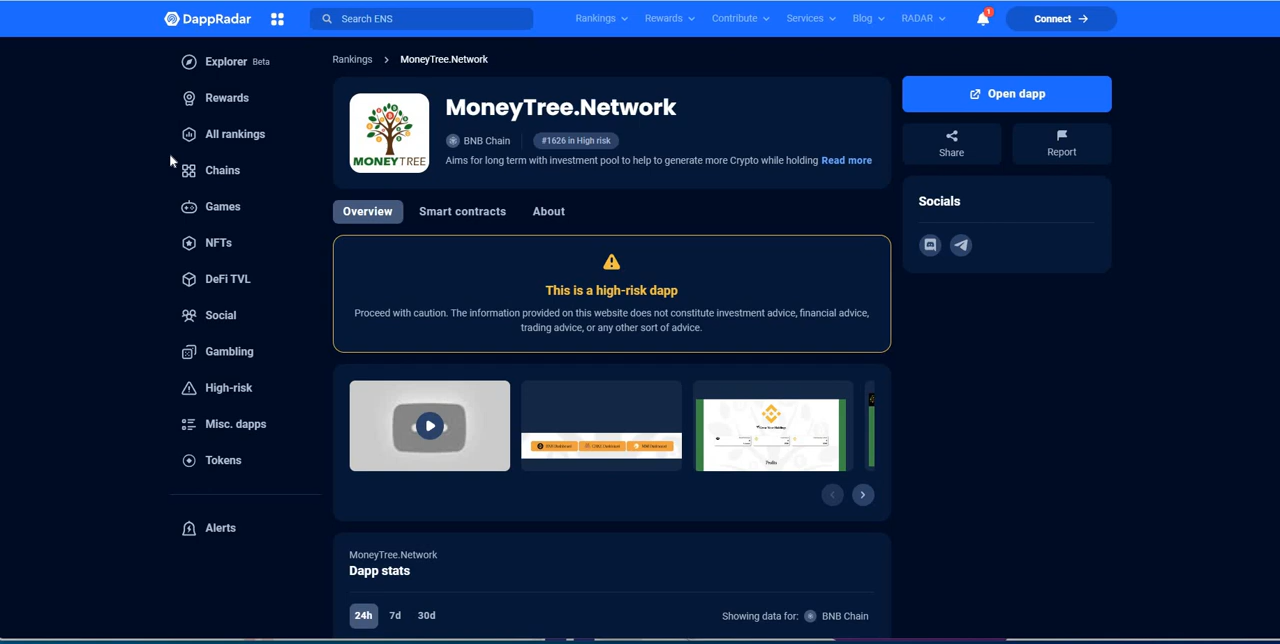 DappRadar
Search ENS
Rankings
Rewards
Contribute
Services
Blog
RADAR
1
Connect
Explorer Beta
Rewards
All rankings
Chains
Games
NFTs
DeFi TVL
Social
Gambling
High-risk
Misc. dapps
Tokens
Alerts
Rankings > MoneyTree.Network
MONEYTREE
MoneyTree.Network
BNB Chain
#1626 in High risk
Aims for long term with investment pool to help to generate more Crypto while holding Read more
Open dapp
Share
Report
Socials
Overview
Smart contracts
About
This is a high-risk dapp
Proceed with caution. The information provided on this website does not constitute investment advice, financial advice,
trading advice, or any other sort of advice.
Profits
MoneyTree.Network
Dapp stats
24h
7d
30d
Showing data for: BNB Chain